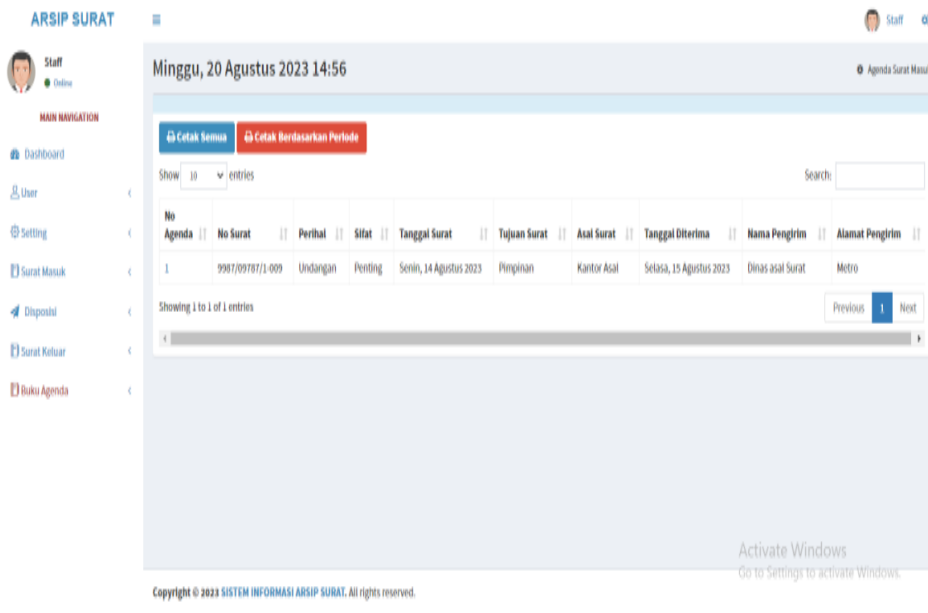 ARSIP SURAT
Staff
Staff
Online
MAIN NAVIGATION
Dashboard
User
Setting
Surat Masuk
Disposisi
Surat Keluar
Buku Agenda
Minggu, 20 Agustus 2023 14:56
Agenda Surat Masuk
Cetak Semua Cetak Berdasarkan Periode
Show 10 entries Search:
No Agenda No Surat Perihal Sifat Tanggal Surat Tujuan Surat Asal Surat Tanggal Diterima Nama Pengirim Alamat Pengirim
1 9987/09787/1-009 Undangan Penting Senin, 14 Agustus 2023 Pimpinan Kantor Asal Selasa, 15 Agustus 2023 Dinas asal Surat Metro
Showing 1 to 1 of 1 entries Previous 1 Next
Activate Windows
Go to Settings to activate Windows.
Copyright © 2023 SISTEM INFORMASI ARSIP SURAT. All rights reserved.